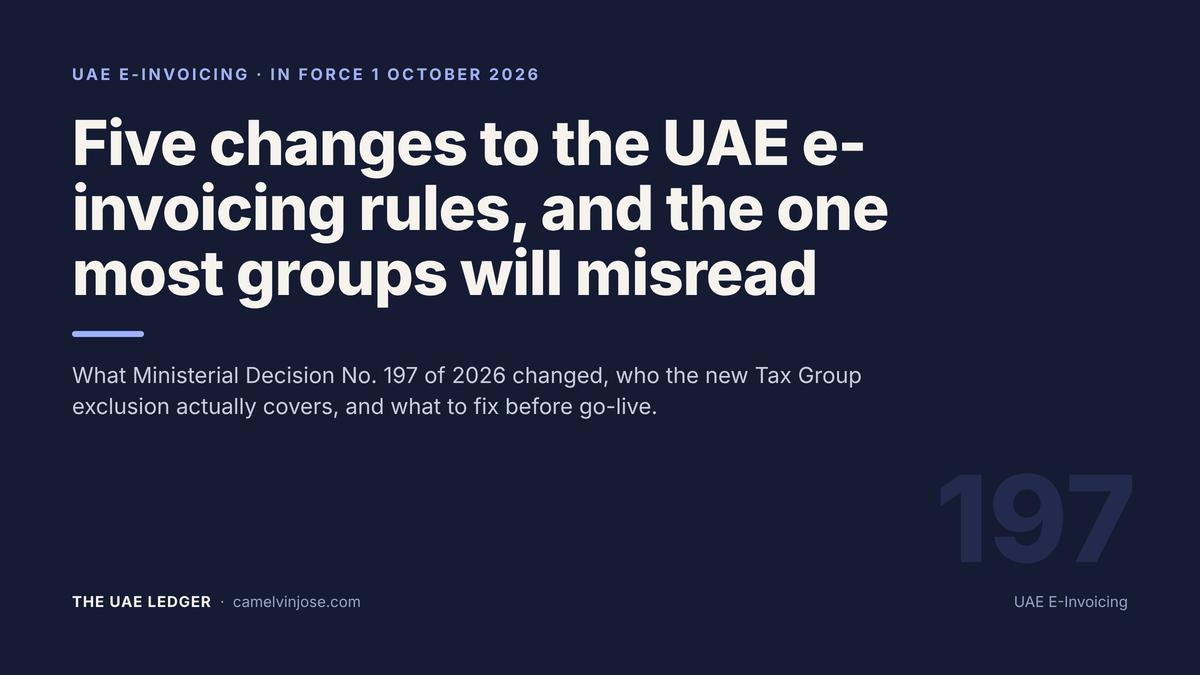 UAE E-INVOICING · IN FORCE 1 OCTOBER 2026
Five changes to the UAE e-
invoicing rules, and the one
most groups will misread
What Ministerial Decision No. 197 of 2026 changed, who the new Tax Group
exclusion actually covers, and what to fix before go-live.
197
THE UAE LEDGER · camelvinjose.com
UAE E-Invoicing